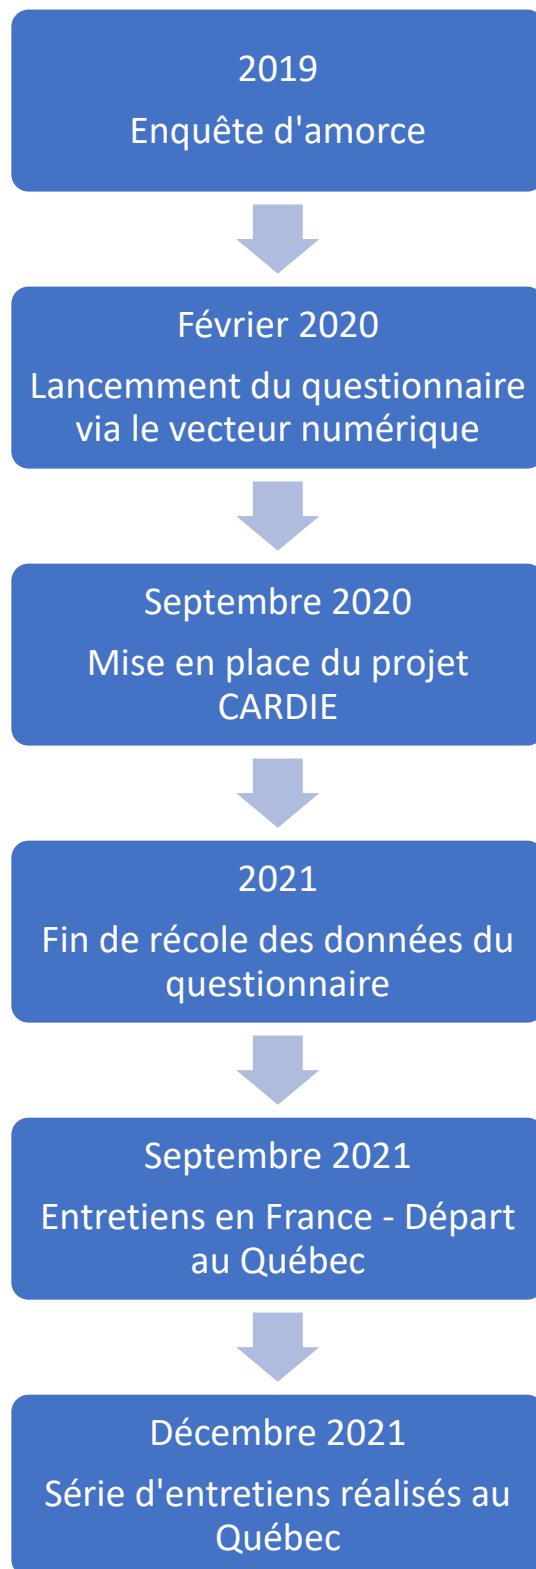 2019
Enquête d'amorce
Février 2020
Lancemment du questionnaire
via le vecteur numérique
Septembre 2020
Mise en place du projet
CARDIE
2021
Fin de récole des données du
questionnaire
Septembre 2021
Entretiens en France - Départ
au Québec
Décembre 2021
Série d'entretiens réalisés au
Québec